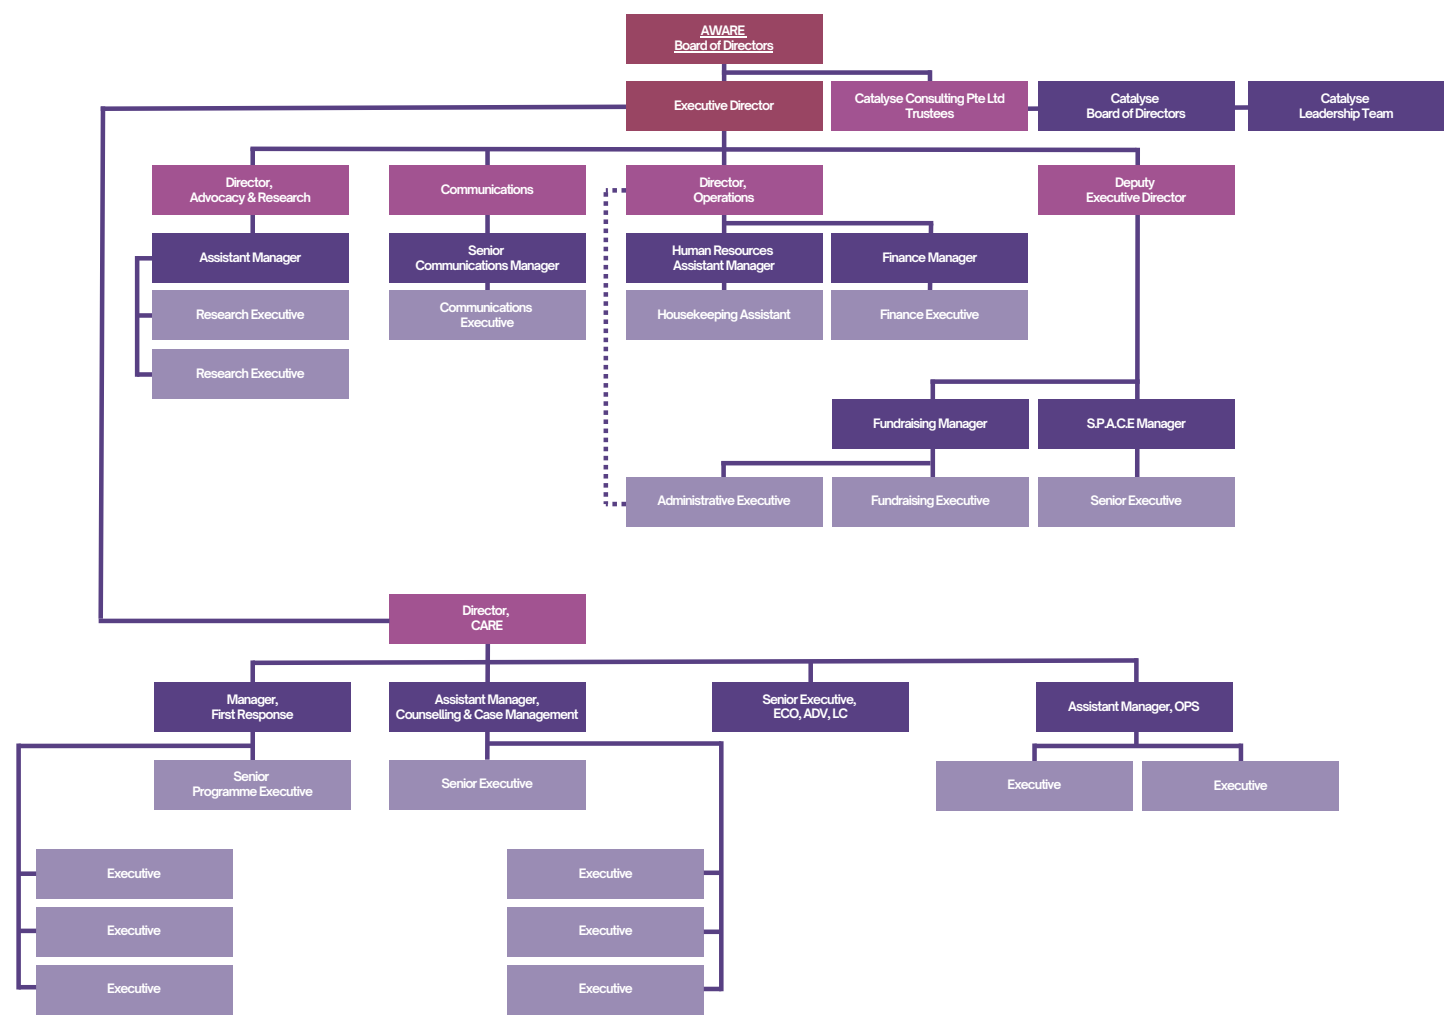 AWARE
Board of Directors
Executive Director
Catalyse Consulting Pte Ltd
Trustees
Catalyse
Board of Directors
Catalyse
Leadership Team
Director,
Advocacy & Research
Communications
Director,
Operations
Deputy
Executive Director
Assistant Manager
Senior
Communications Manager
Human Resources
Assistant Manager
Finance Manager
Research Executive
Communications
Executive
Housekeeping Assistant
Finance Executive
Research Executive
Fundraising Manager
S.P.A.C.E Manager
Administrative Executive
Fundraising Executive
Senior Executive
Director,
CARE
Manager,
First Response
Assistant Manager,
Counselling & Case Management
Senior Executive,
ECO, ADV, LC
Assistant Manager, OPS
Senior
Programme Executive
Senior Executive
Executive
Executive
Executive
Executive
Executive
Executive
Executive
Executive